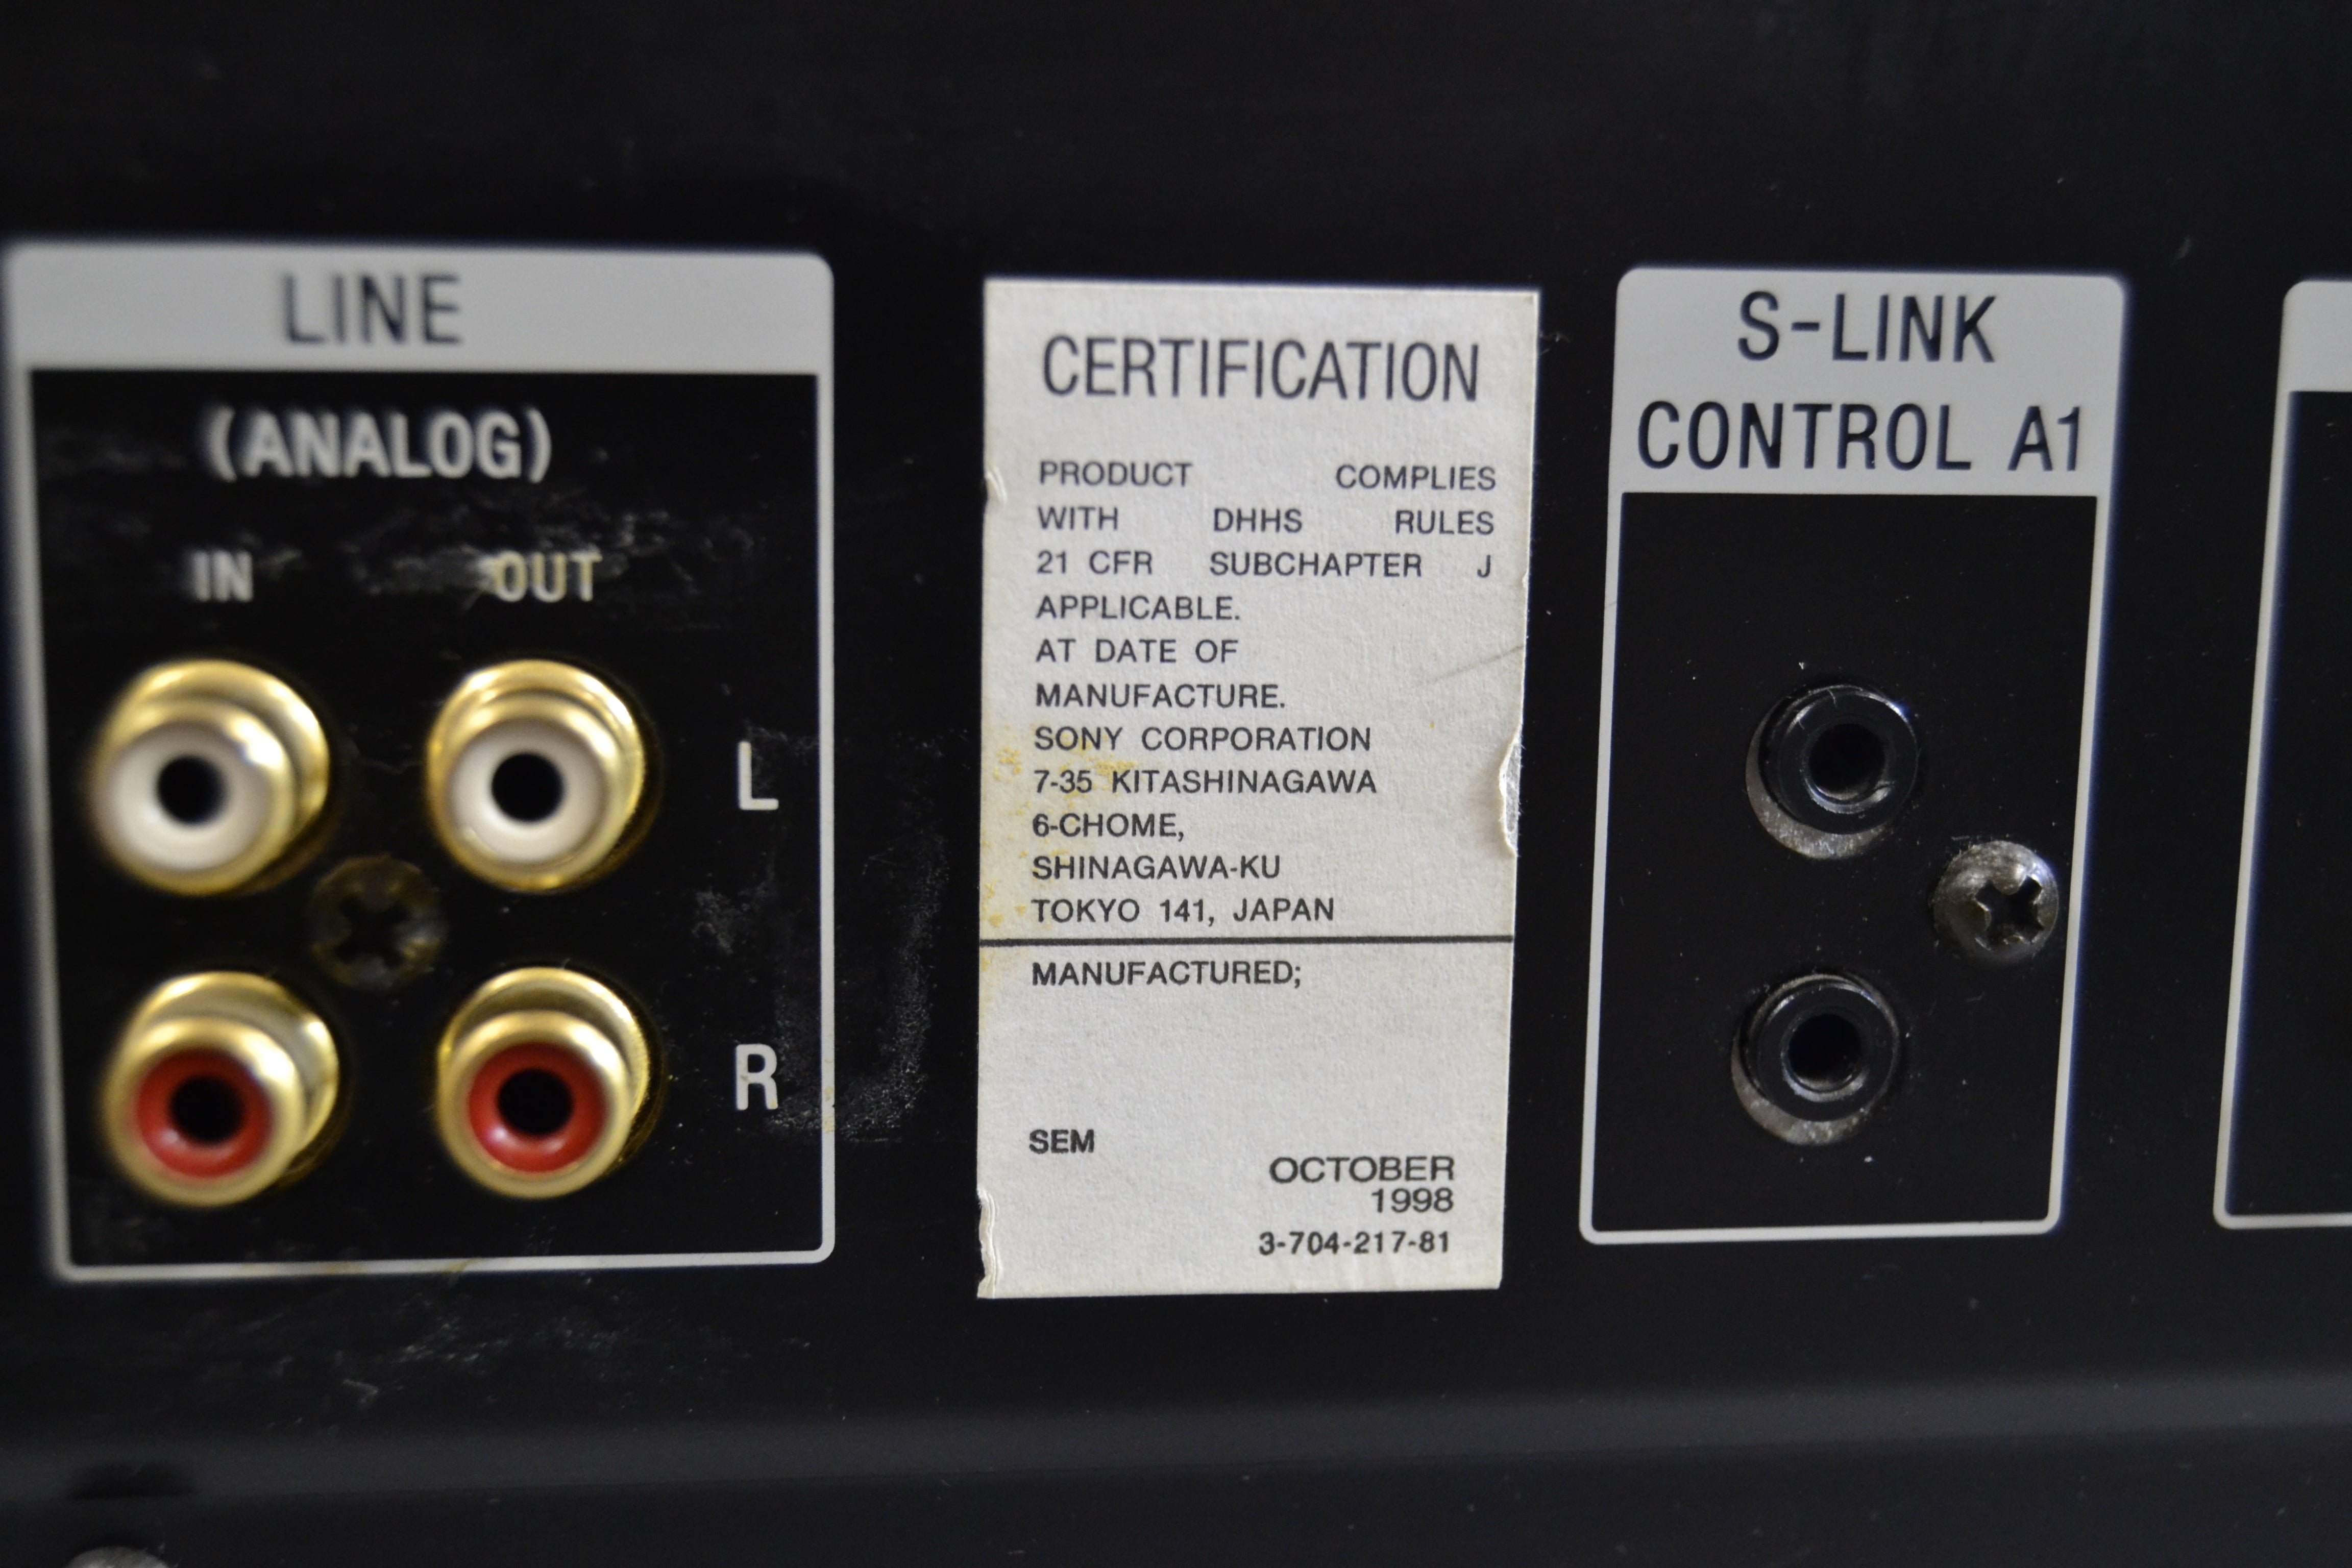 LINE
(ANALOG)
IN OUT
L
R
CERTIFICATION
PRODUCT COMPLIES
WITH DHHS RULES
21 CFR SUBCHAPTER J
APPLICABLE.
AT DATE OF
MANUFACTURE.
SONY CORPORATION
7-35 KITASHINAGAWA
6-CHOME,
SHINAGAWA-KU
TOKYO 141, JAPAN
MANUFACTURED;
SEM
OCTOBER
1998
3-704-217-81
S-LINK
CONTROL A1